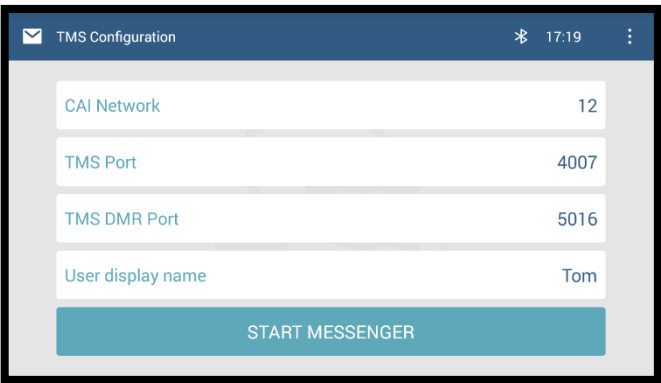 TMS Configuration 17:19
CAI Network 12
TMS Port 4007
TMS DMR Port 5016
User display name Tom
START MESSENGER